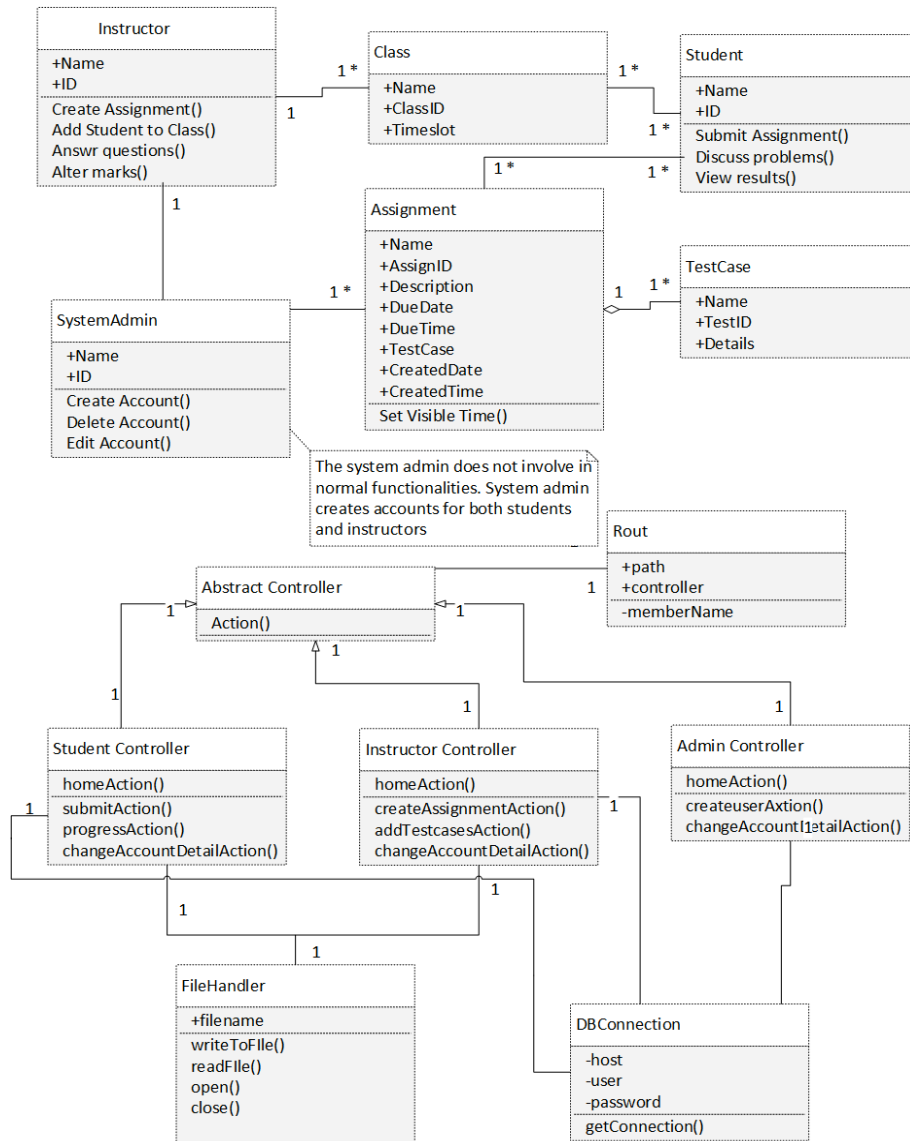 Instructor
+Name
+ID
Create Assignment()
Add Student to Class()
Answr questions()
Alter marks()
1
1 *
Class
+Name
+ClassID
+Timeslot
1 *
1 *
Student
+Name
+ID
Submit Assignment()
Discuss problems()
View results()
1 *
1 *
1
Assignment
+Name
+AssignID
+Description
+DueDate
+DueTime
+TestCase
+CreatedDate
+CreatedTime
Set Visible Time()
1
1 *
TestCase
+Name
+TestID
+Details
1 *
SystemAdmin
+Name
+ID
Create Account()
Delete Account()
Edit Account()
The system admin does not involve in
normal functionalities. System admin
creates accounts for both students
and instructors
Rout
+path
+controller
-memberName
1
Abstract Controller
Action()
1
1
1
1
1
1
Student Controller
homeAction()
submitAction()
progressAction()
changeAccountDetailAction()
1
Instructor Controller
homeAction()
createAssignmentAction()
addTestcasesAction()
changeAccountDetailAction()
1
Admin Controller
homeAction()
createuserAxtion()
changeAccountl1etailAction()
1
1
1
FileHandler
+filename
writeToFIle()
readFIle()
open()
close()
DBConnection
-host
-user
-password
getConnection()